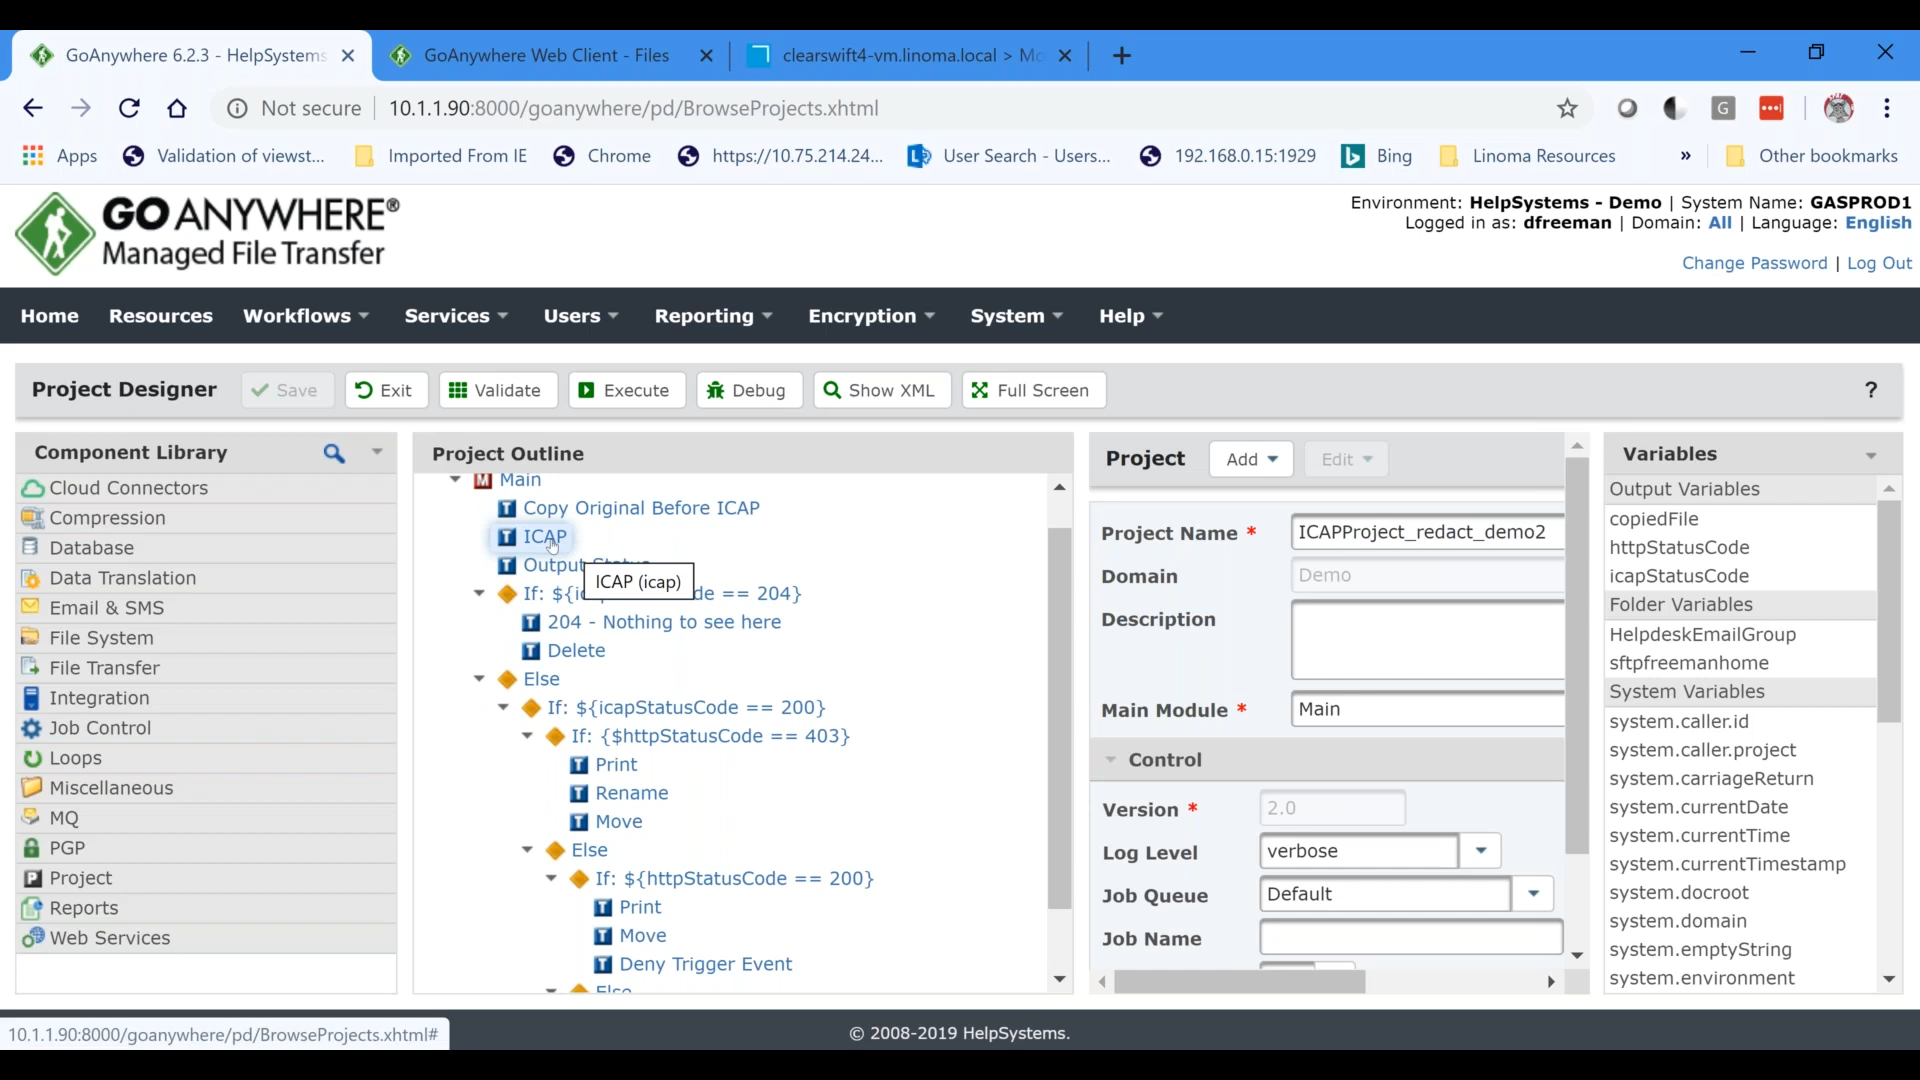 GoAnywhere 6.2.3 - HelpSystems
GoAnywhere Web Client - Files
clearswift4-vm.linoma.local > Mo
Not secure
10.1.1.90:8000/goanywhere/pd/BrowseProjects.xhtml
G
Apps
Validation of viewst...
Imported From IE
Chrome
https://10.75.214.24...
User Search - Users...
192.168.0.15:1929
Bing
Linoma Resources
»
Other bookmarks
GO ANYWHERE®
Managed File Transfer
Environment: HelpSystems - Demo | System Name: GASPROD1
Logged in as: dfreeman | Domain: All | Language: English
Change Password | Log Out
Home
Resources
Workflows
Services
Users
Reporting
Encryption
System
Help
Project Designer
Save
Exit
Validate
Execute
Debug
Show XML
Full Screen
?
Component Library
Cloud Connectors
Compression
Database
Data Translation
Email & SMS
File System
File Transfer
Integration
Job Control
Loops
Miscellaneous
MQ
PGP
Project
Reports
Web Services
Project Outline
M Main
T Copy Original Before ICAP
T ICAP
T Output
ICAP (icap)
If: ${ic
de == 204}
T 204 - Nothing to see here
T Delete
Else
If: ${icapStatusCode == 200}
If: {$httpStatusCode == 403}
T Print
T Rename
T Move
Else
If: ${httpStatusCode == 200}
T Print
T Move
T Deny Trigger Event
Else
Project
Add
Edit
Project Name *
ICAPProject_redact_demo2
Domain
Demo
Description
Main Module *
Main
Control
Version *
2.0
Log Level
verbose
Job Queue
Default
Job Name
Variables
Output Variables
copiedFile
httpStatusCode
icapStatusCode
Folder Variables
HelpdeskEmailGroup
sftpfreemanhome
System Variables
system.caller.id
system.caller.project
system.carriageReturn
system.currentDate
system.currentTime
system.currentTimestamp
system.docroot
system.domain
system.emptyString
system.environment
10.1.1.90:8000/goanywhere/pd/BrowseProjects.xhtml#
© 2008-2019 HelpSystems.